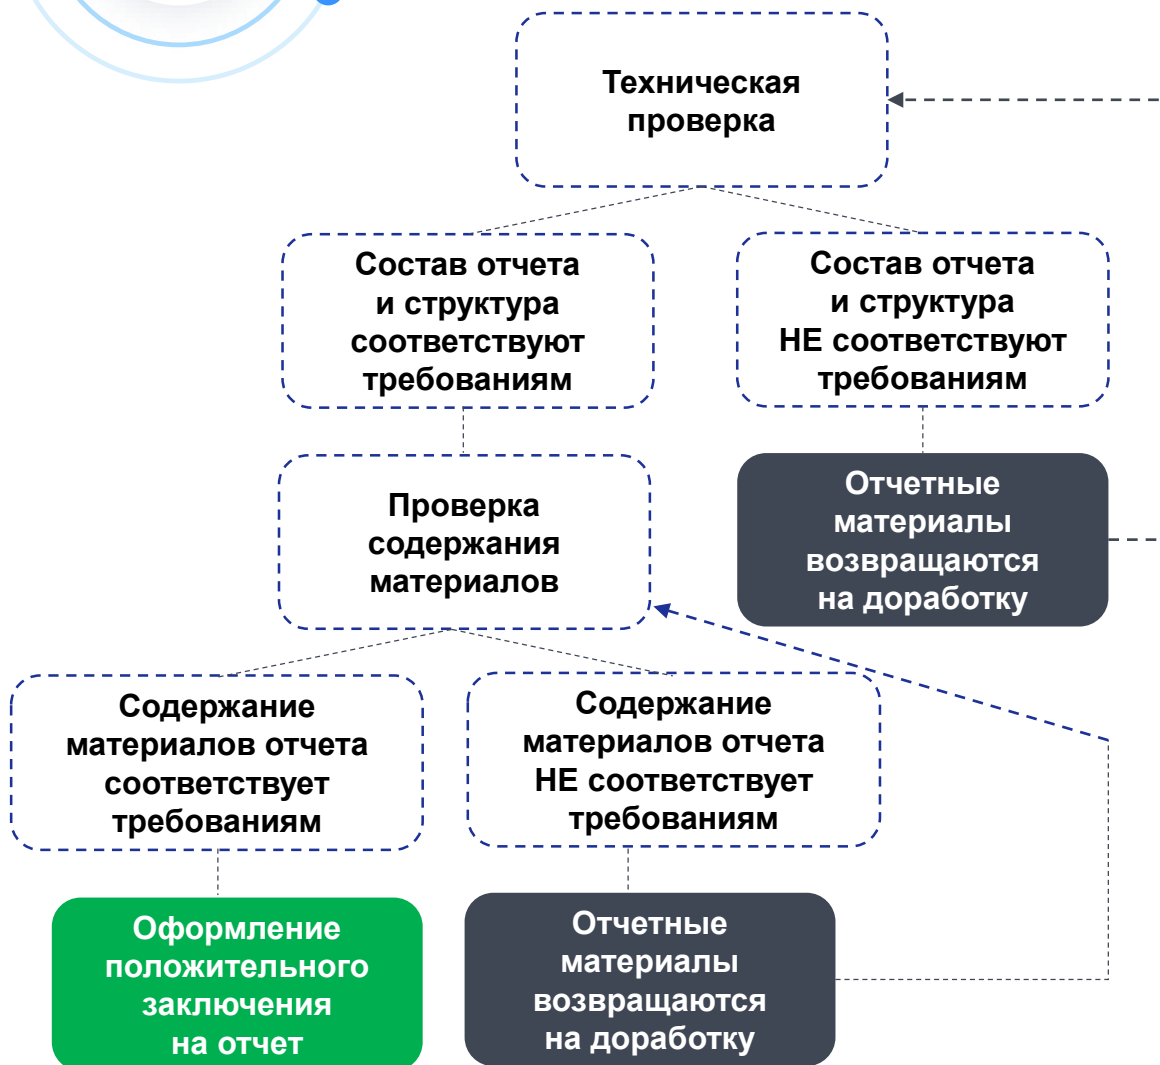 Техническая
проверка
Состав отчета
и структура
соответствуют
требованиям
Состав отчета
и структура
НЕ соответствуют
требованиям
Проверка
содержания
материалов
Отчетные
материалы
возвращаются
на доработку
Содержание
материалов отчета
соответствует
требованиям
Содержание
материалов отчета
НЕ соответствует
требованиям
Оформление
положительного
заключения
на отчет
Отчетные
материалы
возвращаются
на доработку